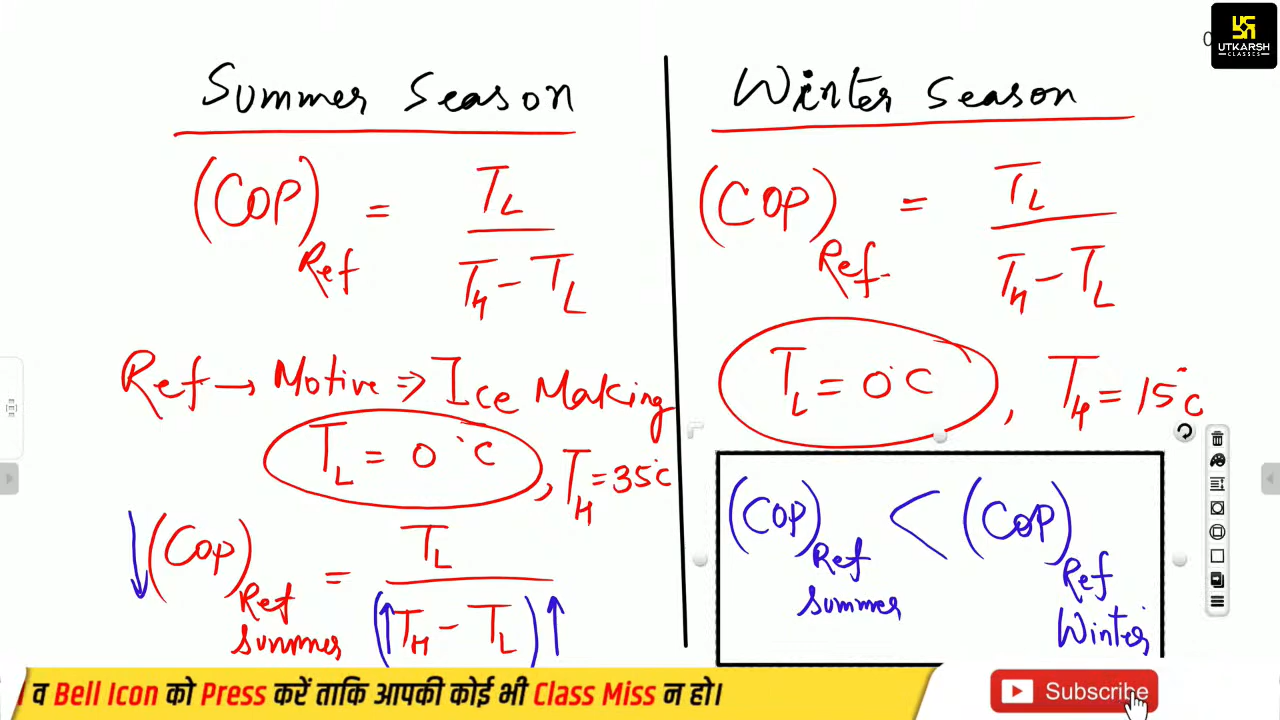 UTKARSH
CLASSES
Summer Season
(COP)Ref = TL / TH - TL
Ref → Motive ⇒ Ice Making
TL = 0°C, TH = 35°C
↓(COP)Ref summer = TL / (↑TH - TL)↑
Winter Season
(COP)Ref = TL / TH - TL
TL = 0°C, TH = 15°C
(COP)Ref summer < (COP)Ref Winter
व Bell Icon को Press करें ताकि आपकी कोई भी Class Miss न हो।
Subscribe